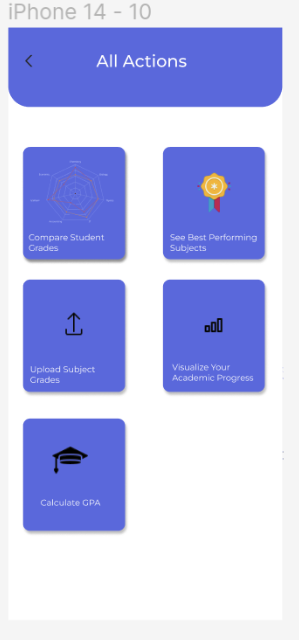 iPhone 14 - 10
All Actions
Compare Student
Grades
See Best Performing
Subjects
Upload Subject
Grades
Visualize Your
Academic Progress
Calculate GPA